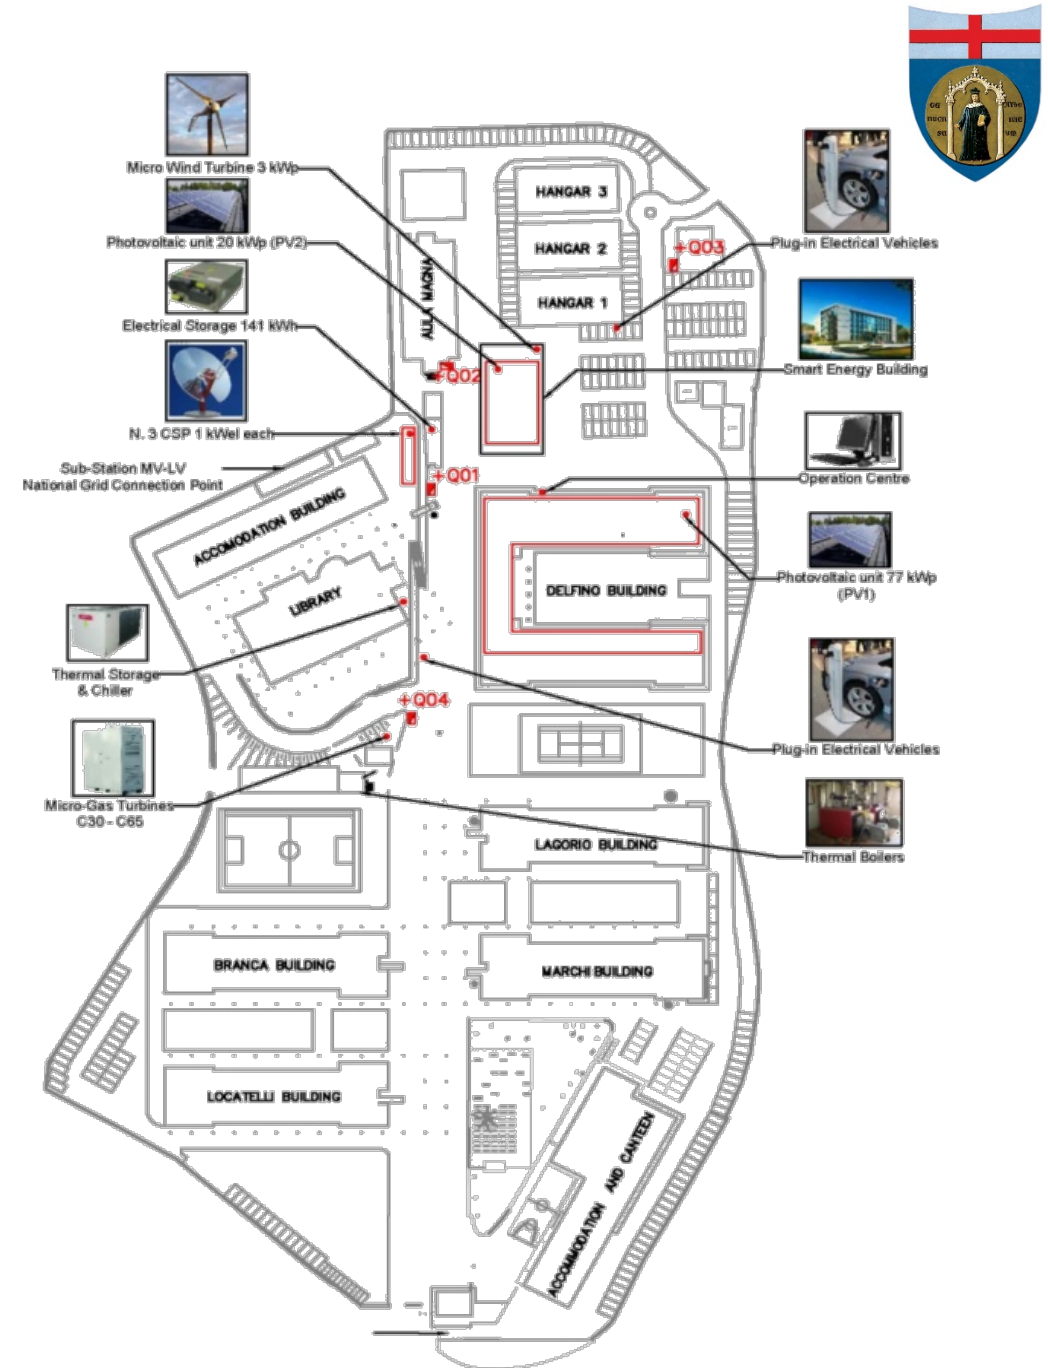 Micro Wind Turbine 3 kWp
Photovoltaic unit 20 kWp (PV2)
Electrical Storage 141 kWh
N. 3 CSP 1 kWel each
Sub-Station MV-LV
National Grid Connection Point
Thermal Storage
& Chiller
Micro-Gas Turbines
C30 - C65
HANGAR 3
HANGAR 2
HANGAR 1
AULA MAGNA
+Q03
+Q02
+Q01
+Q04
ACCOMODATION BUILDING
LIBRARY
DELFINO BUILDING
LAGORIO BUILDING
BRANCA BUILDING
MARCHI BUILDING
LOCATELLI BUILDING
ACCOMMODATION AND CANTEEN
Plug-in Electrical Vehicles
Smart Energy Building
Operation Centre
Photovoltaic unit 77 kWp
(PV1)
Plug-in Electrical Vehicles
Thermal Boilers